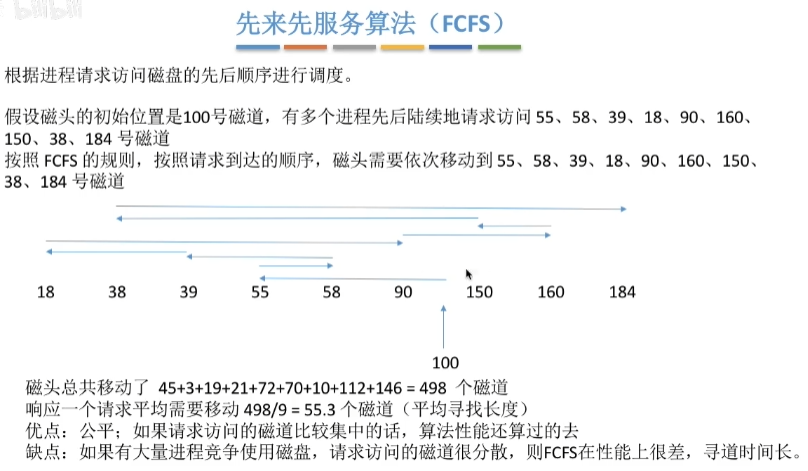 bilibili
先来先服务算法（FCFS）
根据进程请求访问磁盘的先后顺序进行调度。
假设磁头的初始位置是100号磁道，有多个进程先后陆续地请求访问 55、58、39、18、90、160、
150、38、184 号磁道
按照 FCFS 的规则，按照请求到达的顺序，磁头需要依次移动到 55、58、39、18、90、160、150、
38、184 号磁道
18 38 39 55 58 90 150 160 184
100
磁头总共移动了 45+3+19+21+72+70+10+112+146 = 498 个磁道
响应一个请求平均需要移动 498/9 = 55.3 个磁道（平均寻找长度）
优点：公平；如果请求访问的磁道比较集中的话，算法性能还算过的去
缺点：如果有大量进程竞争使用磁盘，请求访问的磁道很分散，则FCFS在性能上很差，寻道时间长。